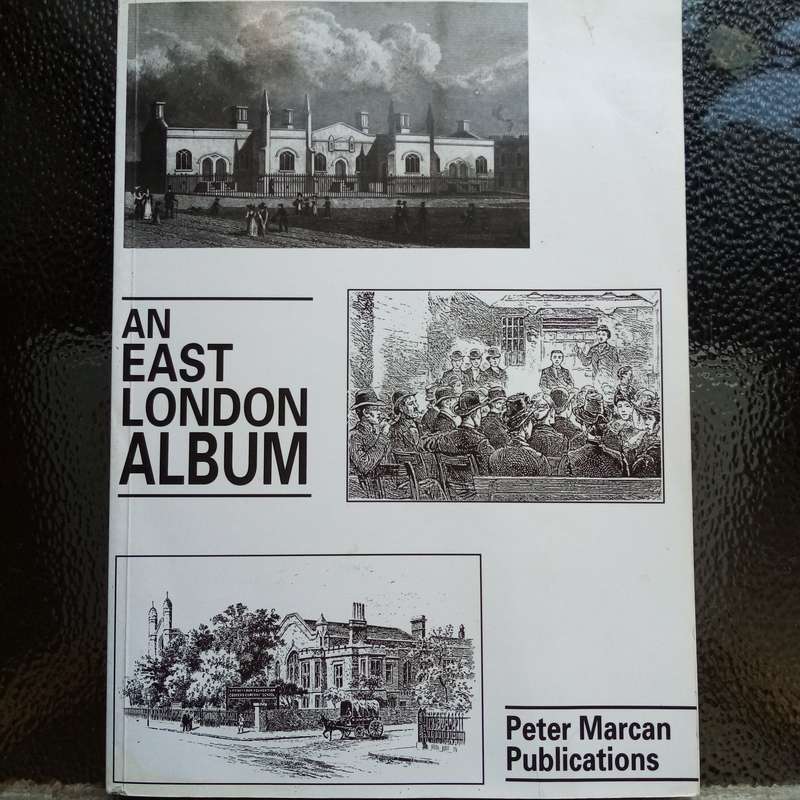 AN
EAST
LONDON
ALBUM
Peter Marcan
Publications